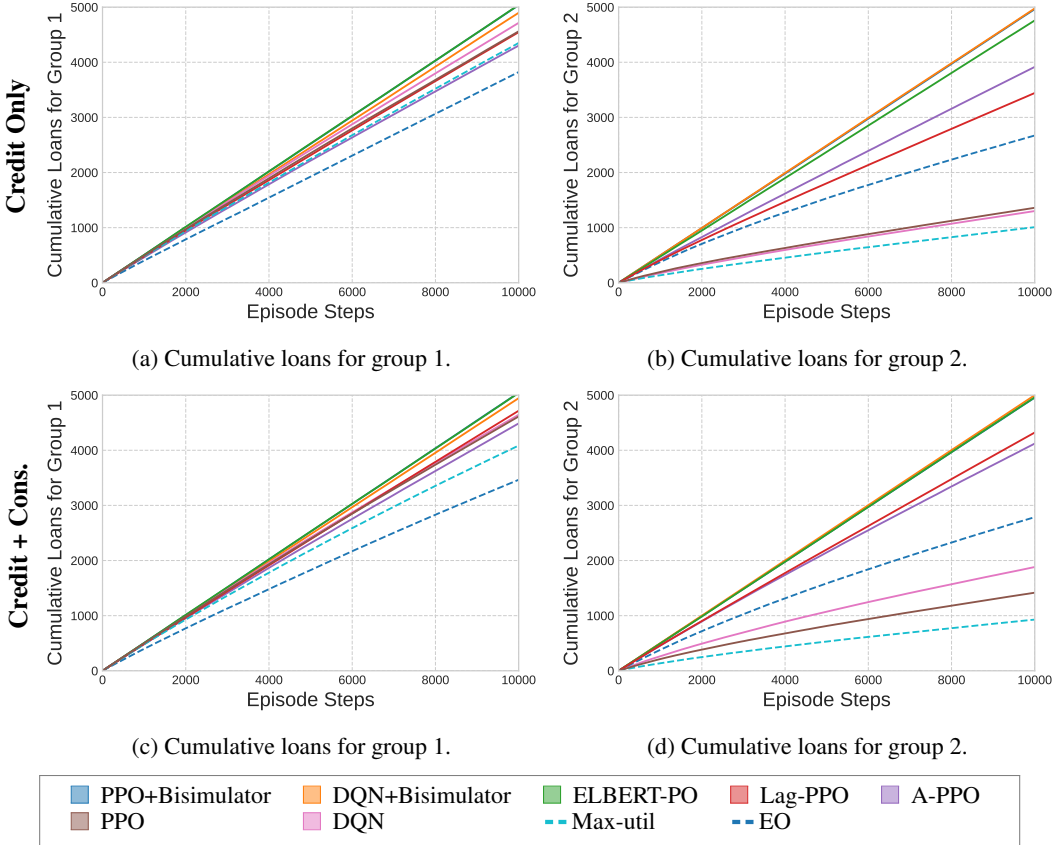 Credit Only
Cumulative Loans for Group 1
5000
4000
3000
2000
1000
0
0 2000 4000 6000 8000 10000
Episode Steps
(a) Cumulative loans for group 1.
Cumulative Loans for Group 2
5000
4000
3000
2000
1000
0
0 2000 4000 6000 8000 10000
Episode Steps
(b) Cumulative loans for group 2.
Credit + Cons.
Cumulative Loans for Group 1
5000
4000
3000
2000
1000
0
0 2000 4000 6000 8000 10000
Episode Steps
(c) Cumulative loans for group 1.
Cumulative Loans for Group 2
5000
4000
3000
2000
1000
0
0 2000 4000 6000 8000 10000
Episode Steps
(d) Cumulative loans for group 2.
PPO+Bisimulator DQN+Bisimulator ELBERT-PO Lag-PPO A-PPO
PPO DQN Max-util EO